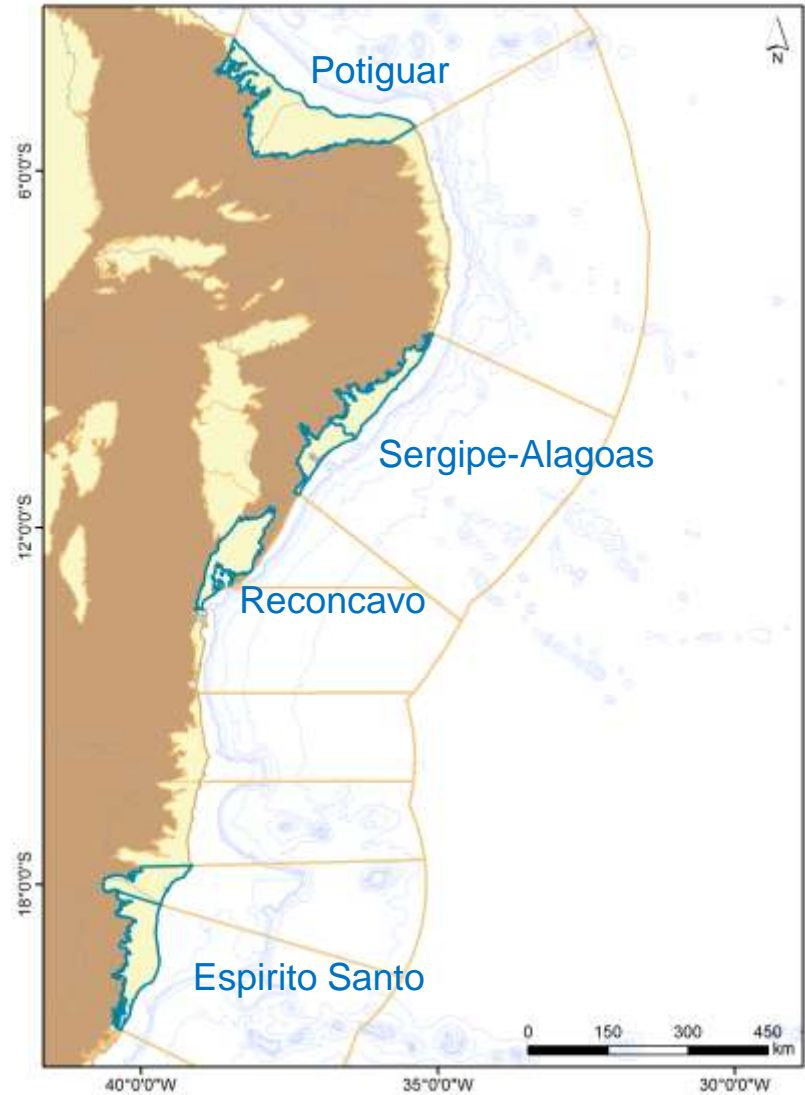 N
Potiguar
6°0'0"S
Sergipe-Alagoas
12°0'0"S
Reconcavo
18°0'0"S
Espirito Santo
0 150 300 450
km
40°0'0"W 35°0'0"W 30°0'0"W